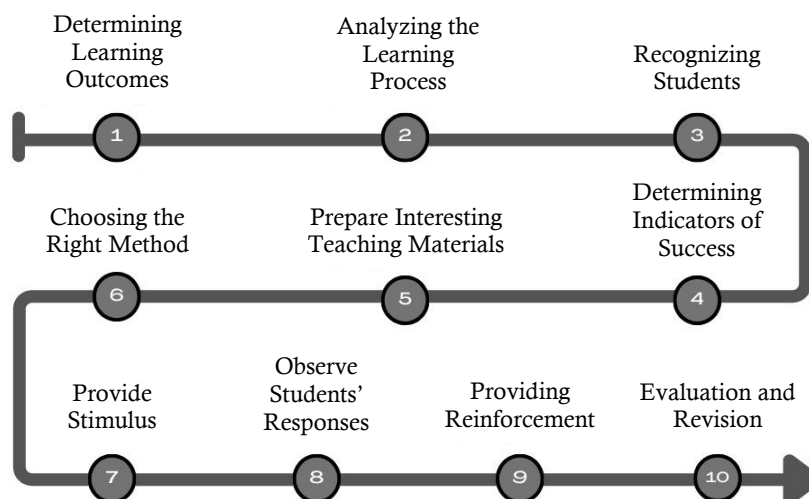 Determining
Learning
Outcomes
Analyzing the
Learning
Process
Recognizing
Students
1
2
3
Choosing the
Right Method
Prepare Interesting
Teaching Materials
Determining
Indicators of
Success
6
5
4
Provide
Stimulus
Observe
Students’
Responses
Providing
Reinforcement
Evaluation and
Revision
7
8
9
10